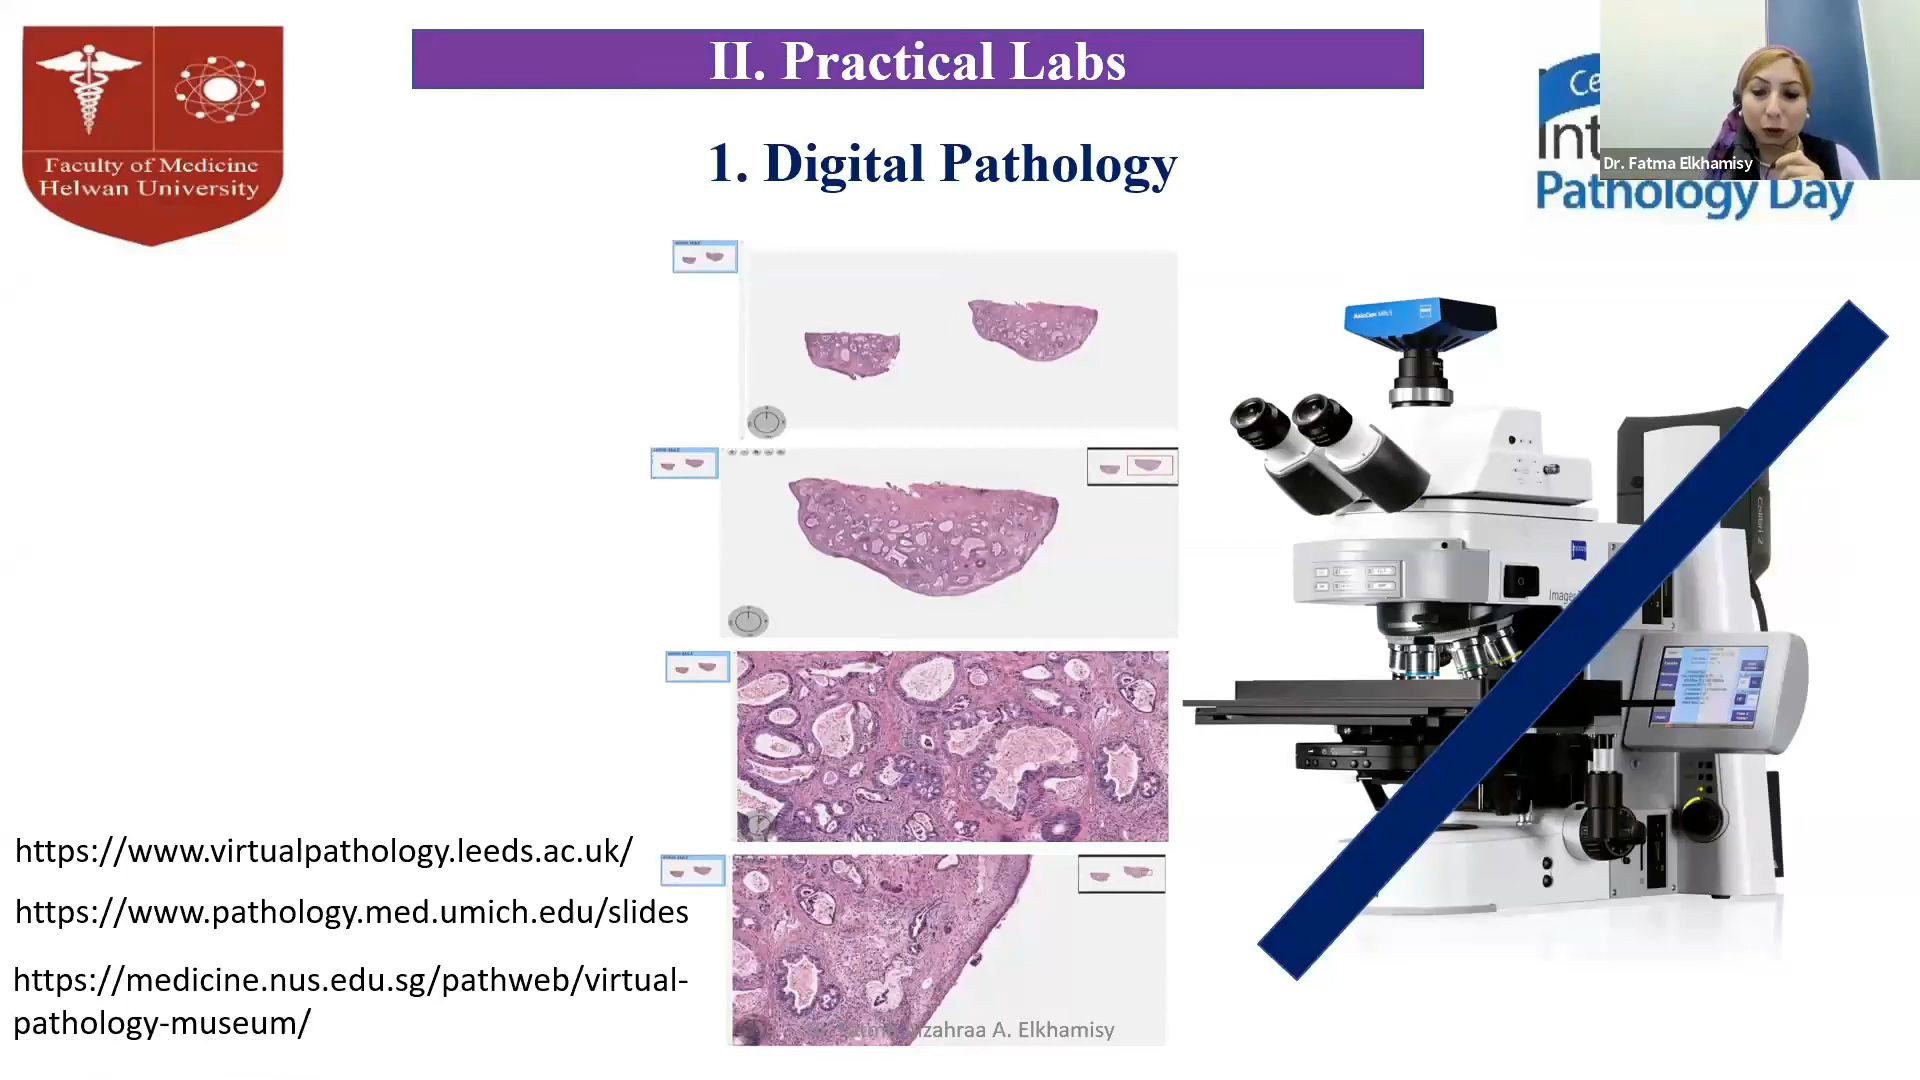 II. Practical Labs
1. Digital Pathology
Faculty of Medicine
Helwan University
Ce
Int
Pathology Day
Dr. Fatma Elkhamisy
https://www.virtualpathology.leeds.ac.uk/
https://www.pathology.med.umich.edu/slides
https://medicine.nus.edu.sg/pathweb/virtual-
pathology-museum/
A. Elkhamisy